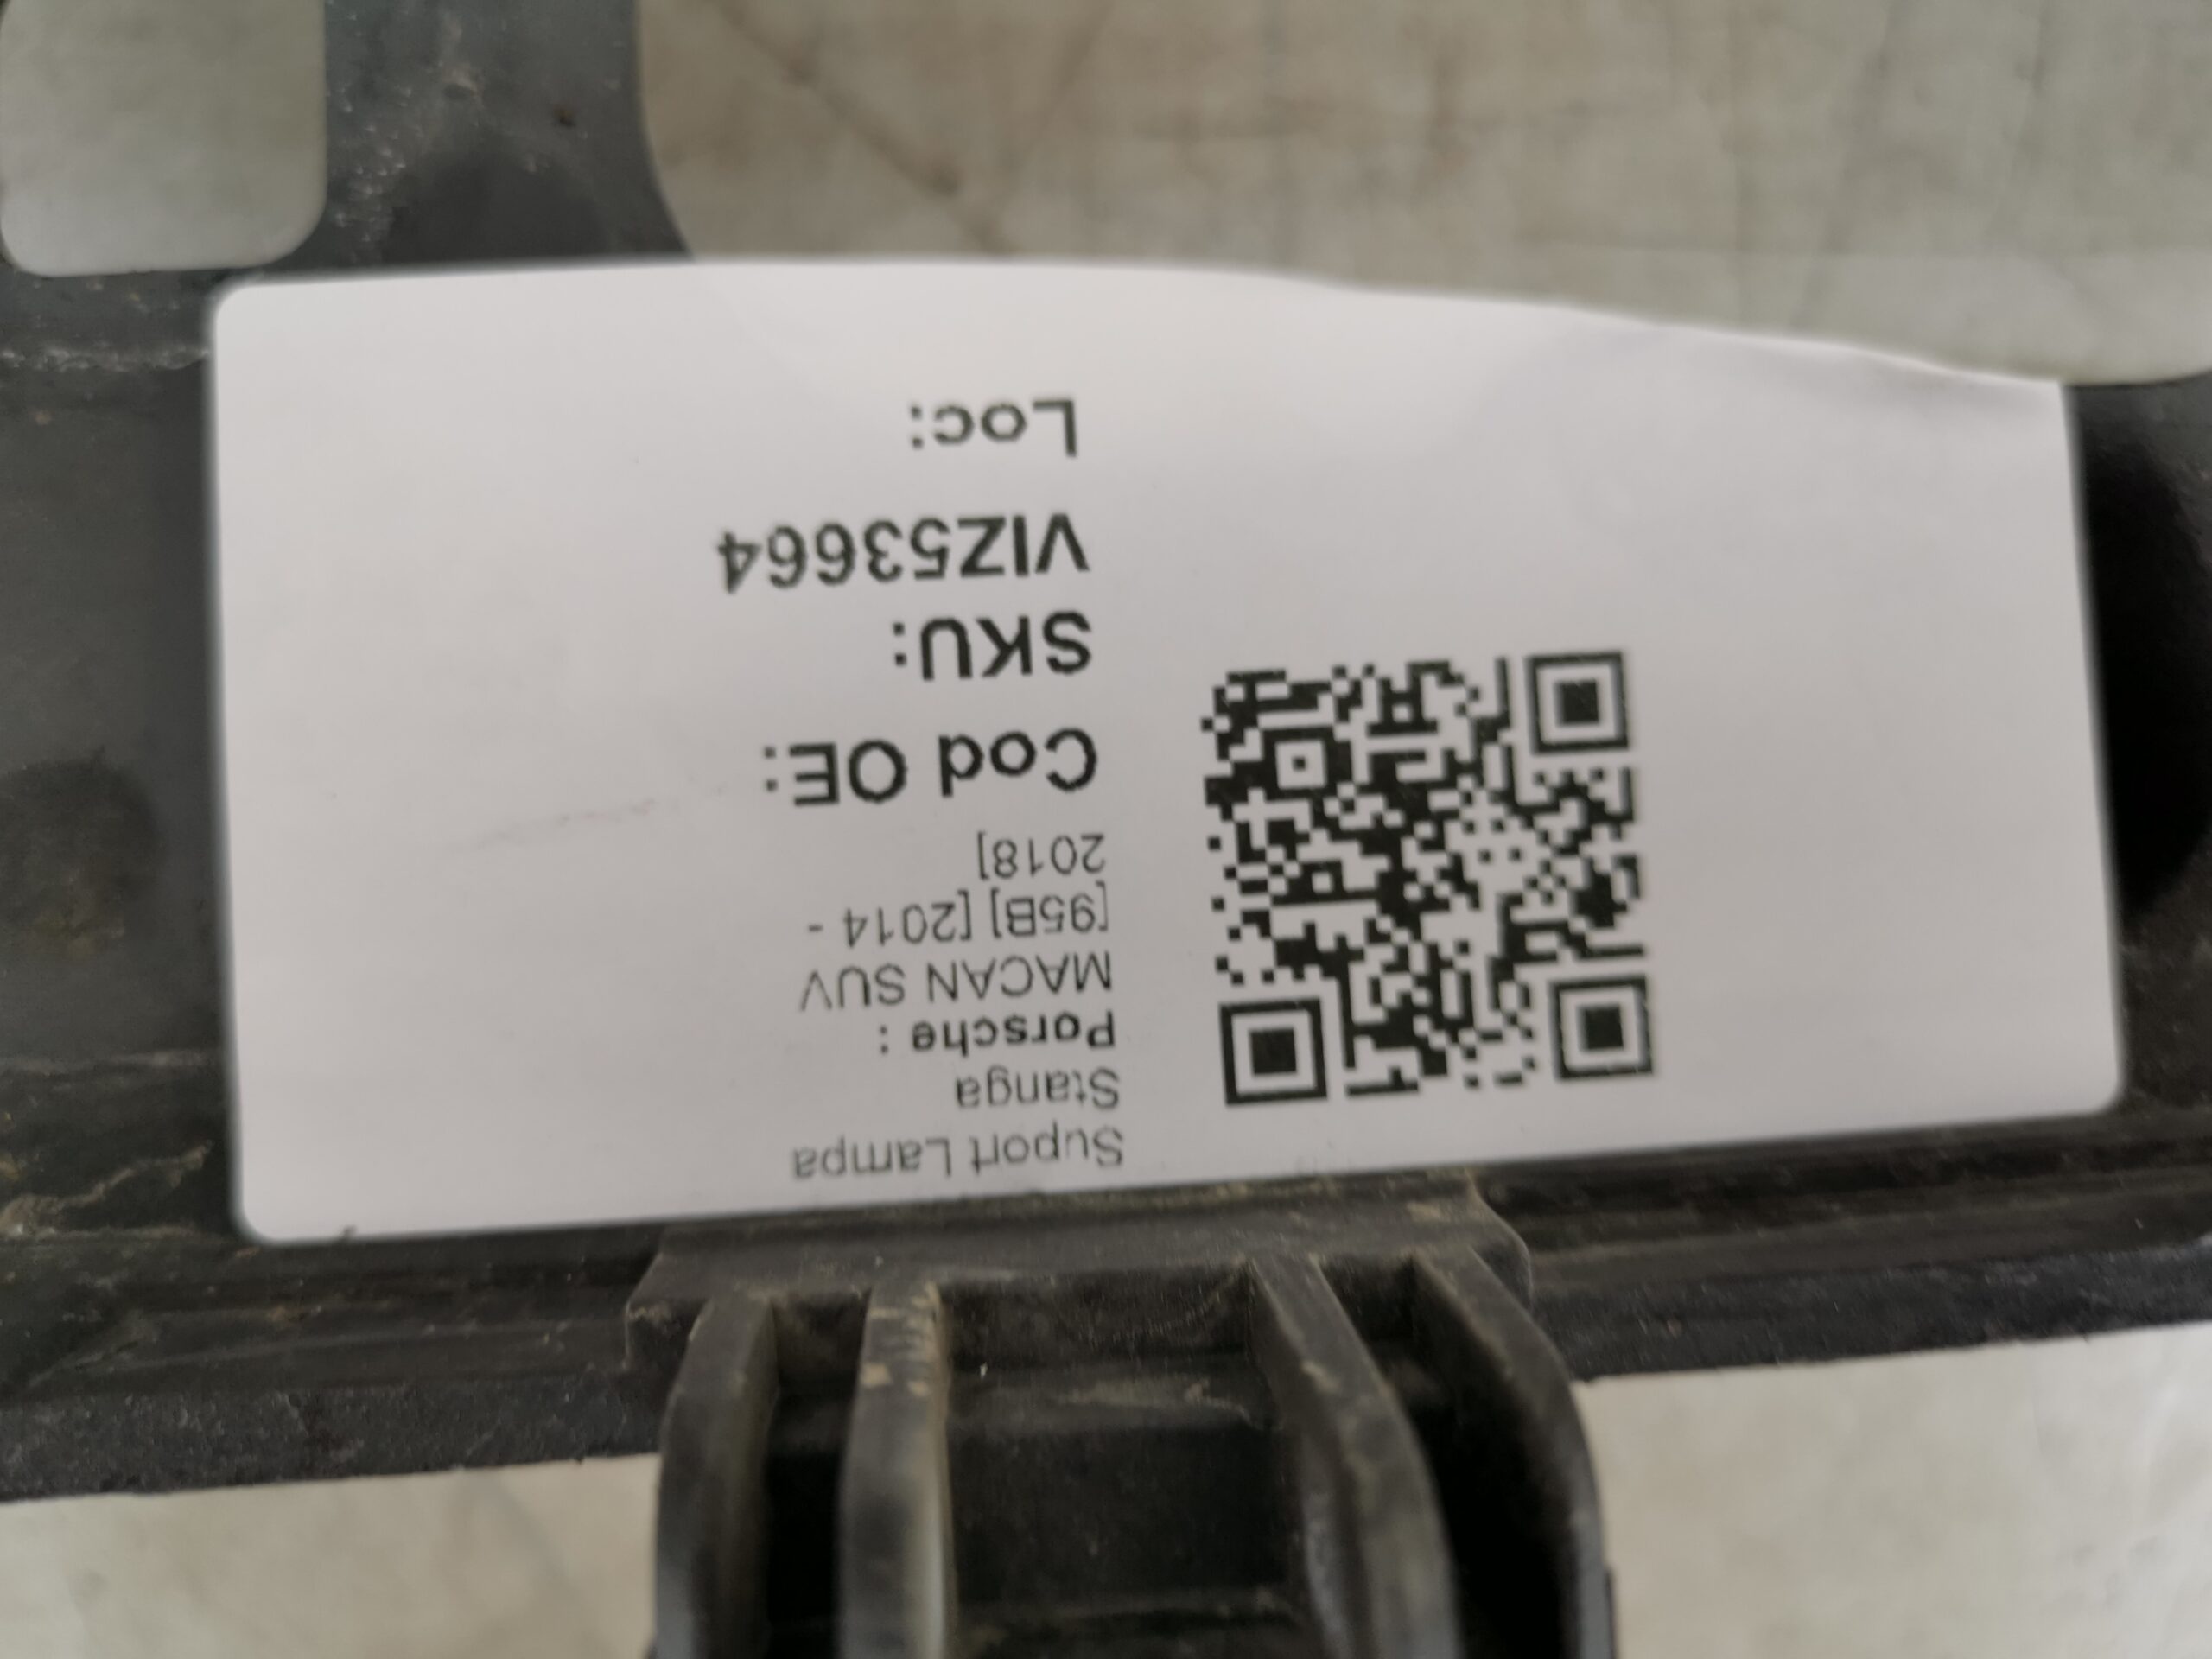 Suport Lampa
Stanga
Porsche :
MACAN SUV
[95B] [2014 -
2018]
Cod OE:
SKU:
VIZ53664
Loc: